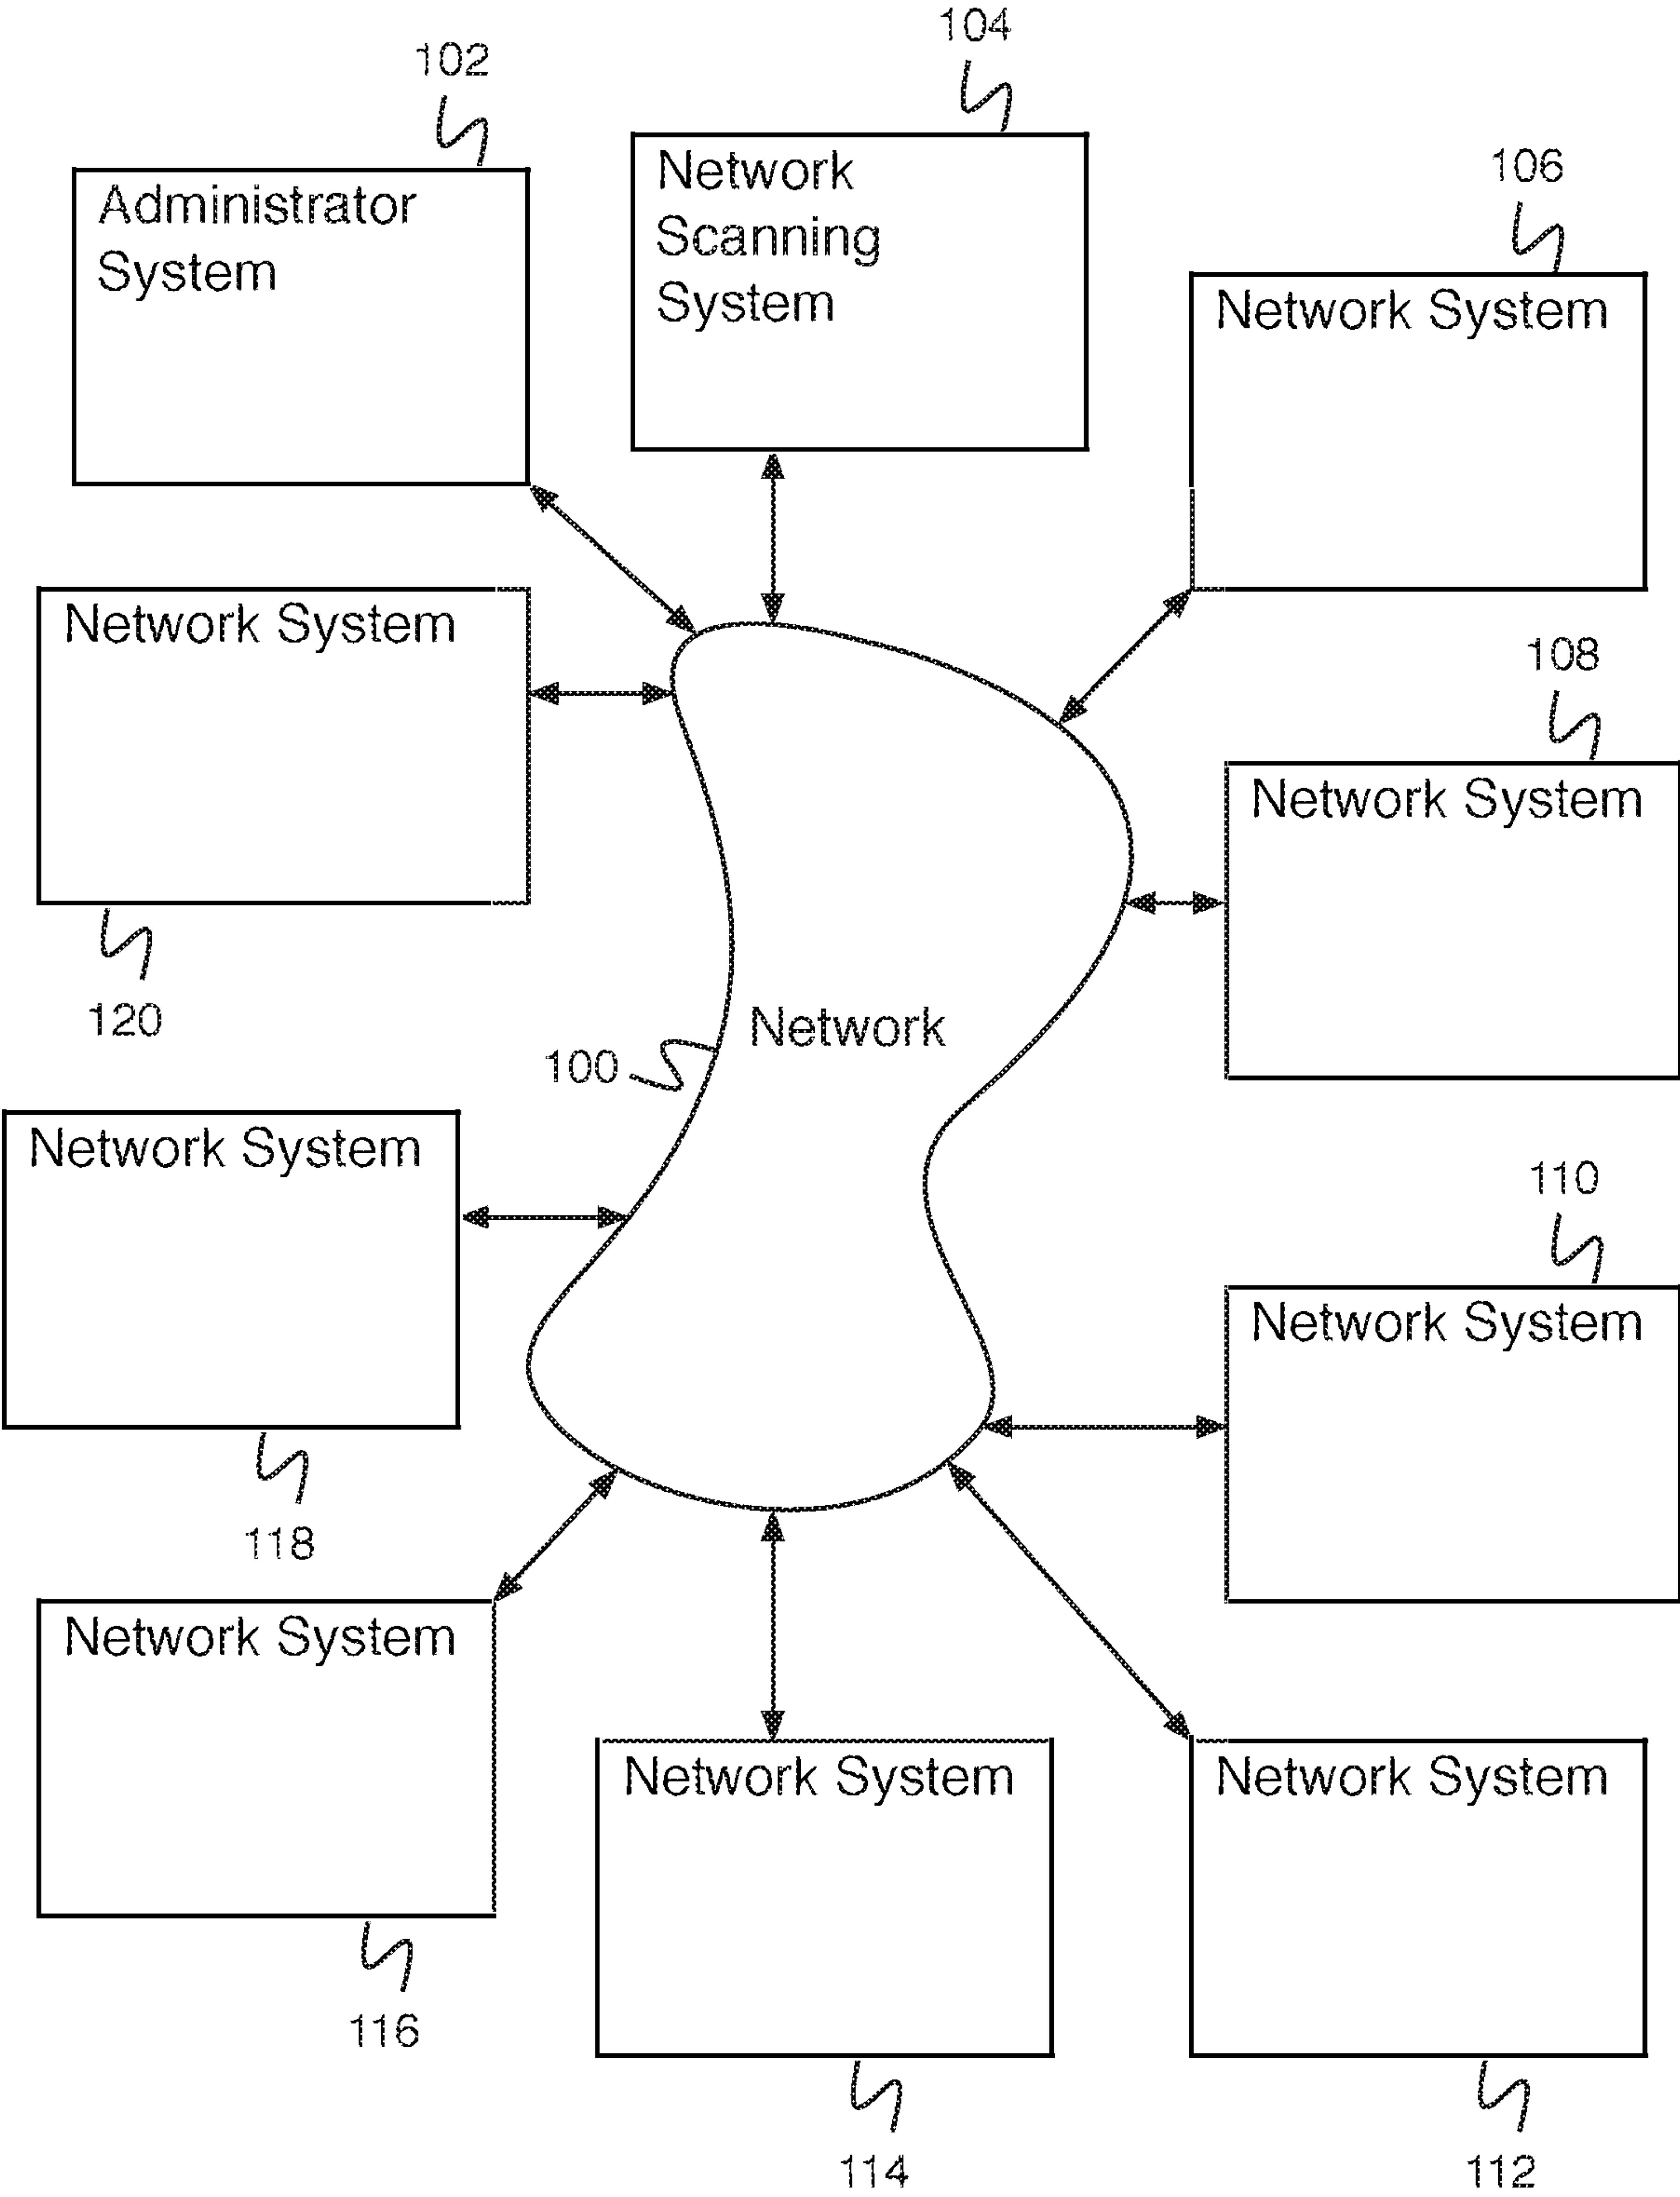 104
102
Network
Scanning
System
Administrator
System
106
Network System
Network System
108
Network System
120
Network
100
Network System
110
Network System
118
Network System
Network System
Network System
116
114
112